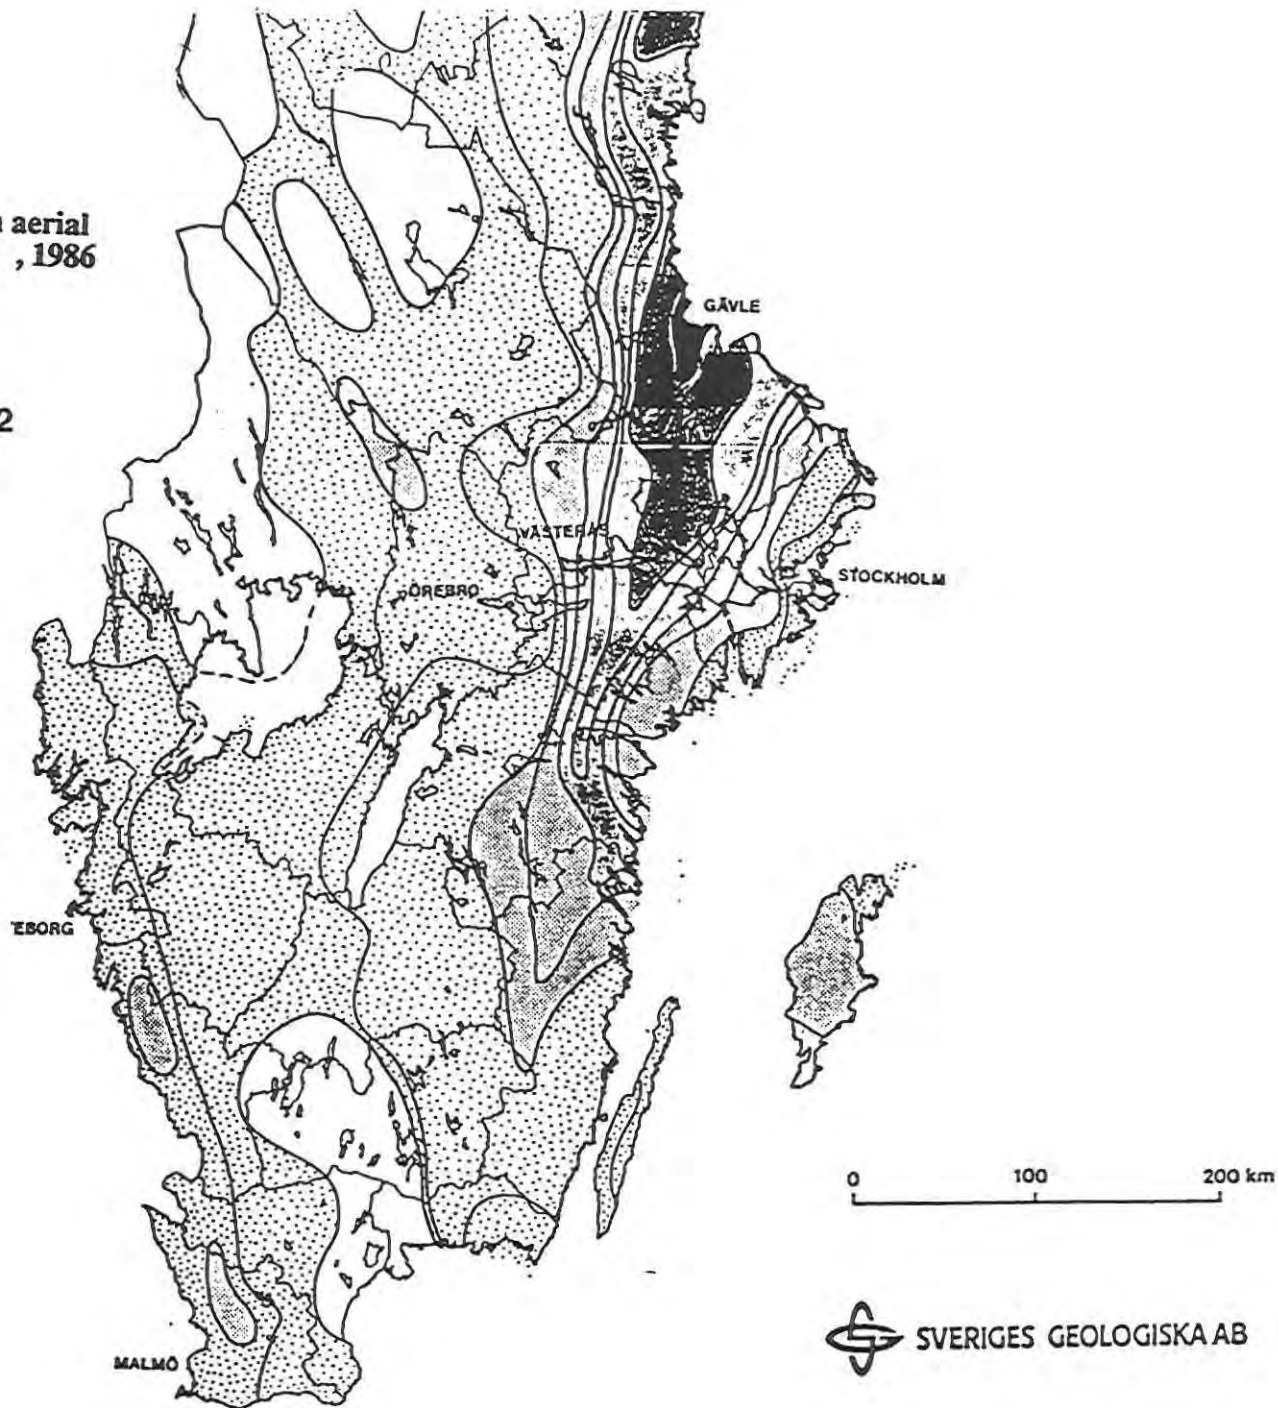 aerial
, 1986
2
GÄVLE
VÄSTERÅS
ÖREBRO
STOCKHOLM
EBORG
MALMÖ
0 100 200 km
SVERIGES GEOLOGISKA AB